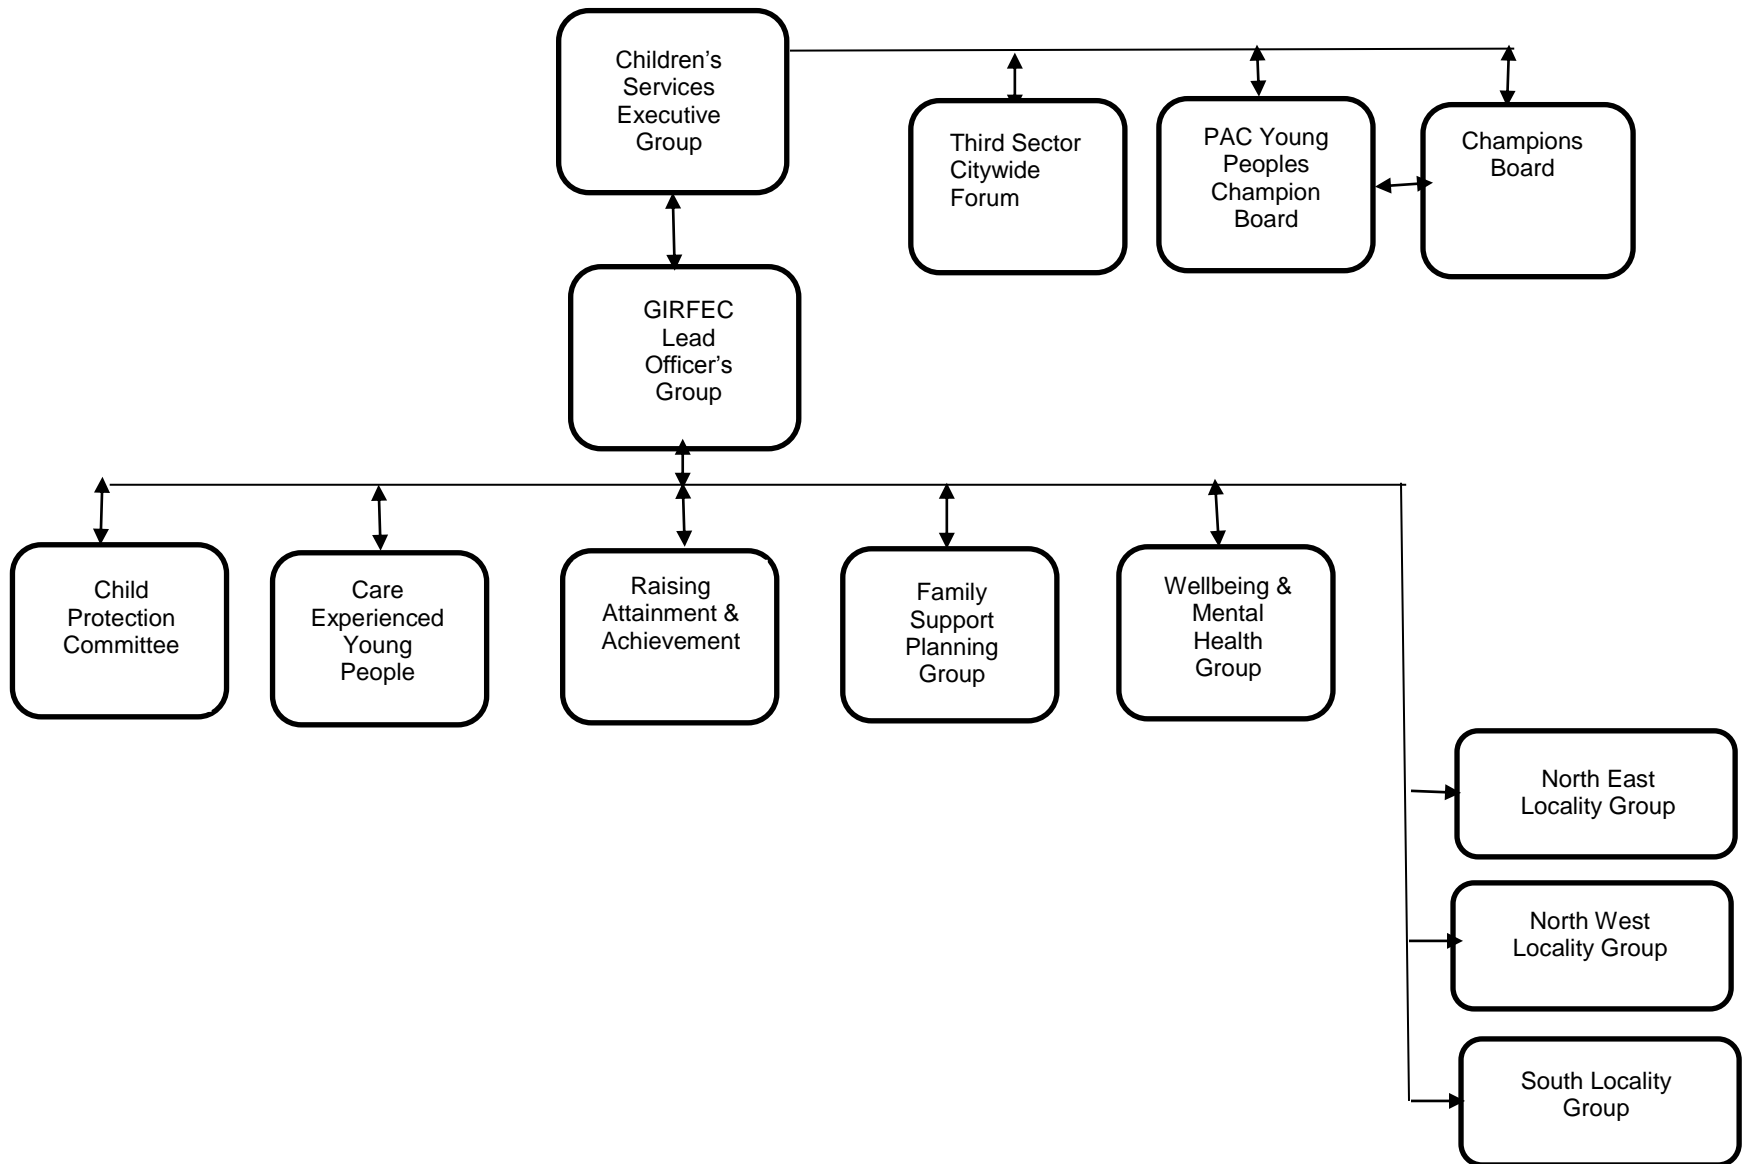 Children’s
Services
Executive
Group
Third Sector
Citywide
Forum
PAC Young
Peoples
Champion
Board
Champions
Board
GIRFEC
Lead
Officer’s
Group
Child
Protection
Committee
Care
Experienced
Young
People
Raising
Attainment &
Achievement
Family
Support
Planning
Group
Wellbeing &
Mental
Health
Group
North East
Locality Group
North West
Locality Group
South Locality
Group